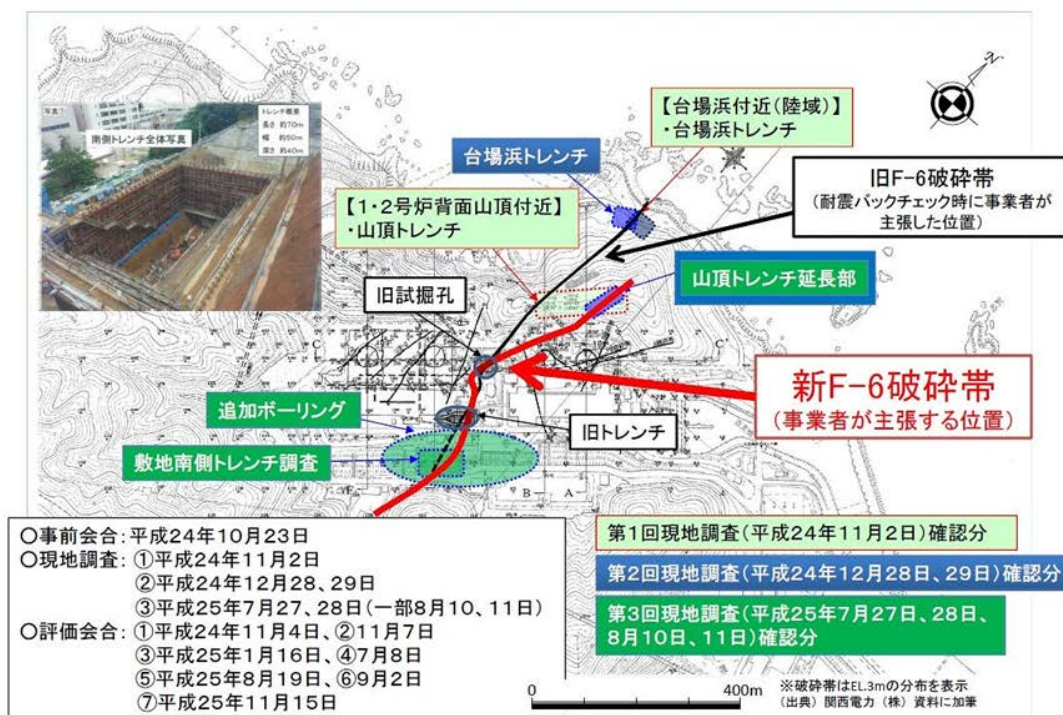 写真1
南側トレンチ全体写真
トレンチ概要
長さ 約70m
幅 約50m
深さ 約40m
【台場浜付近(陸域)】
・台場浜トレンチ
台場浜トレンチ
旧F-6破砕帯
(耐震バックチェック時に事業者が
主張した位置)
【1・2号炉背面山頂付近】
・山頂トレンチ
山頂トレンチ延長部
旧試掘孔
新F-6破砕帯
(事業者が主張する位置)
追加ボーリング
旧トレンチ
敷地南側トレンチ調査
N
C
C'
B
A
○事前会合:平成24年10月23日
○現地調査:①平成24年11月2日
②平成24年12月28、29日
③平成25年7月27、28日(一部8月10、11日)
○評価会合:①平成24年11月4日、②11月7日
③平成25年1月16日、④7月8日
⑤平成25年8月19日、⑥9月2日
⑦平成25年11月15日
第1回現地調査(平成24年11月2日)確認分
第2回現地調査(平成24年12月28日、29日)確認分
第3回現地調査(平成25年7月27日、28日、
8月10日、11日)確認分
0
400m
※破砕帯はEL.3mの分布を表示
(出典) 関西電力(株)資料に加筆